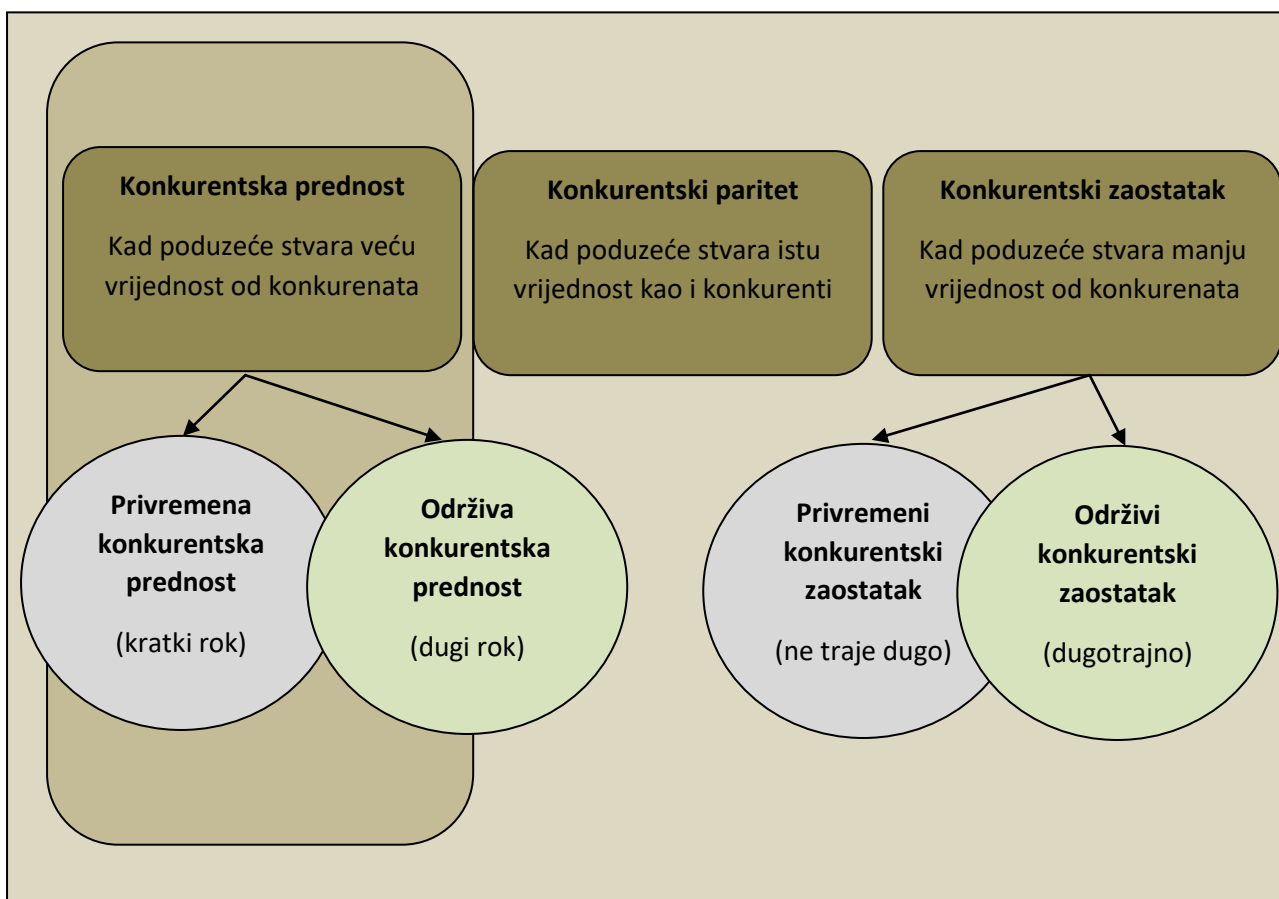 Konkurentska prednost
Kad poduzeće stvara veću
vrijednost od konkurenata
Konkurentski paritet
Kad poduzeće stvara istu
vrijednost kao i konkurenti
Konkurentski zaostatak
Kad poduzeće stvara manju
vrijednost od konkurenata
Privremena
konkurentska
prednost
(kratki rok)
Održiva
konkurentska
prednost
(dugi rok)
Privremeni
konkurentski
zaostatak
(ne traje dugo)
Održivi
konkurentski
zaostatak
(dugotrajno)